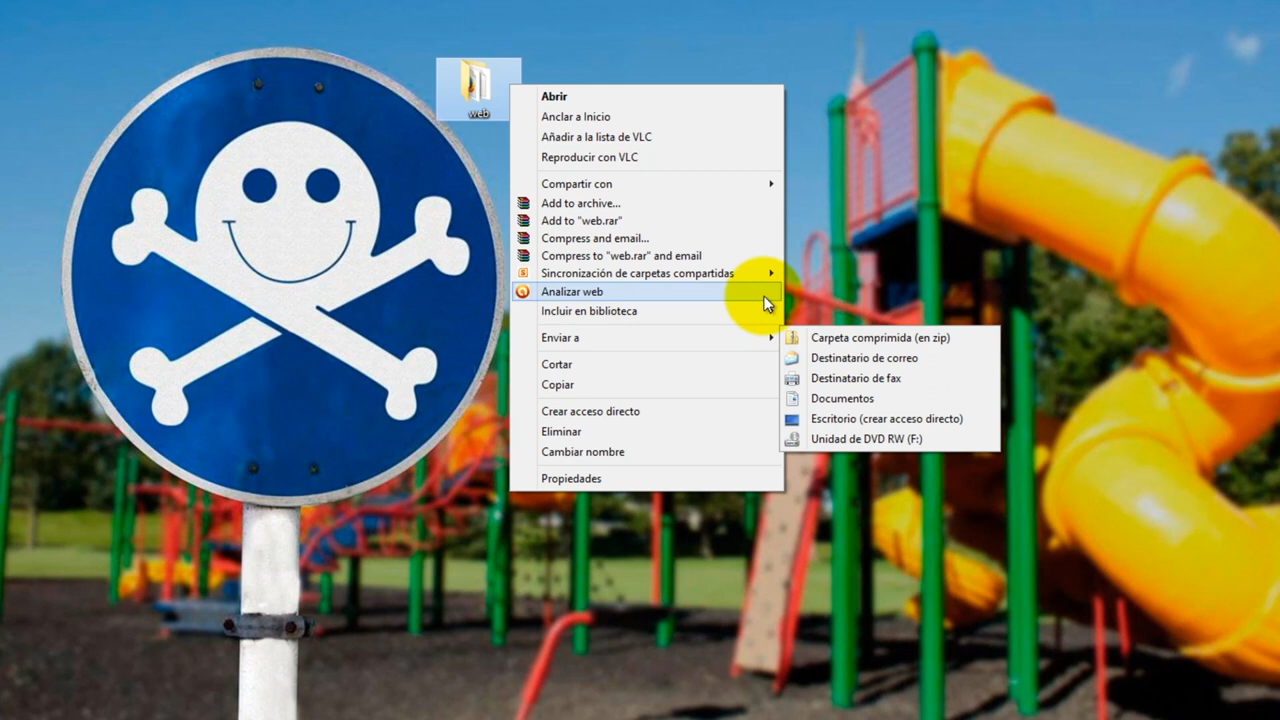 web
Abrir
Anclar a Inicio
Añadir a la lista de VLC
Reproducir con VLC
Compartir con
Add to archive...
Add to "web.rar"
Compress and email...
Compress to "web.rar" and email
Sincronización de carpetas compartidas
Analizar web
Incluir en biblioteca
Enviar a
Cortar
Copiar
Crear acceso directo
Eliminar
Cambiar nombre
Propiedades
Carpeta comprimida (en zip)
Destinatario de correo
Destinatario de fax
Documentos
Escritorio (crear acceso directo)
Unidad de DVD RW (F:)